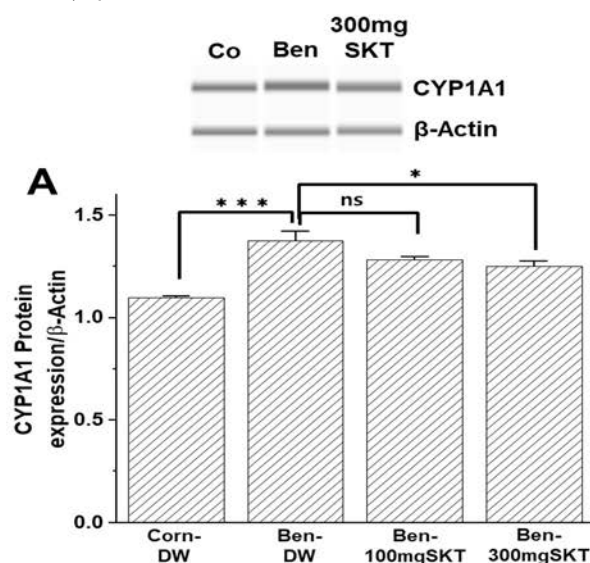 300mg
Co Ben SKT
CYP1A1
β-Actin
A
* * *
*
ns
CYP1A1 Protein
expression/β-Actin
1.5
1.0
0.5
0.0
Corn-
DW
Ben-
DW
Ben-
100mgSKT
Ben-
300mgSKT